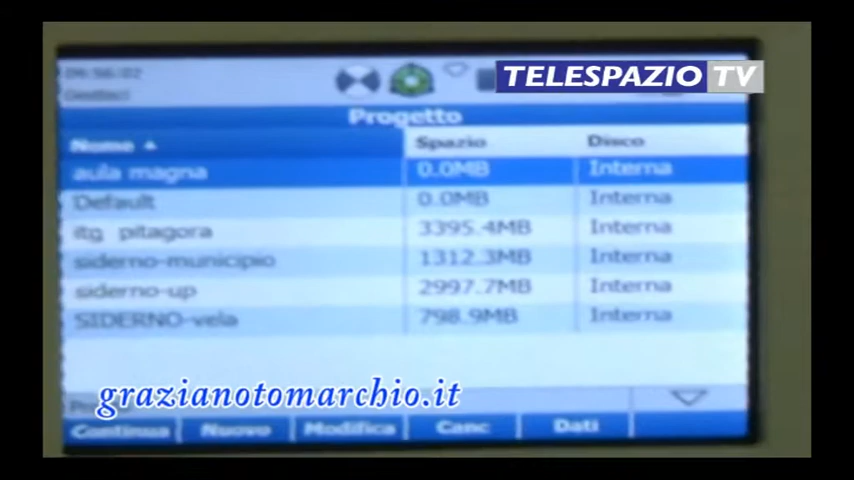 TELESPAZIO TV
Progetto
Nome Spazio Disco
aula magna 0.0MB Interna
Default 0.0MB Interna
itg pitagora 3395.4MB Interna
siderno-municipio 1312.3MB Interna
siderno-up 2997.7MB Interna
SIDERNO-vela 798.9MB Interna
grazianotomarchio.it
Continua Nuovo Modifica Canc Dati